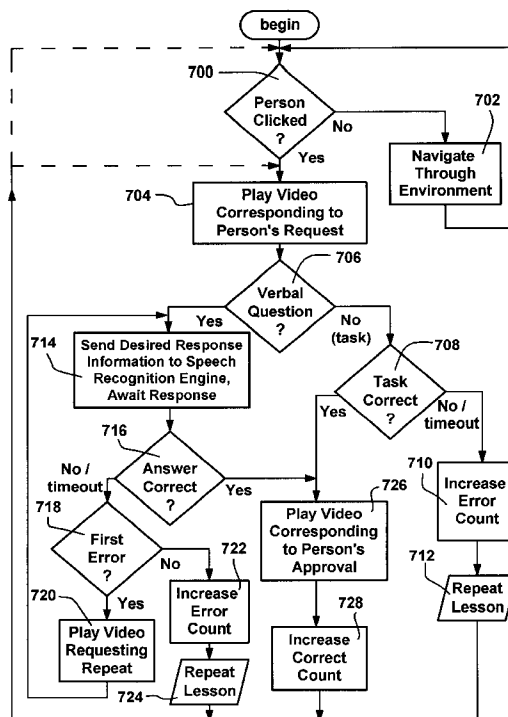 begin
700
Person
Clicked
?
No
Yes
702
Navigate
Through
Environment
704
Play Video
Corresponding to
Person's Request
706
Verbal
Question
?
Yes
No
(task)
714
Send Desired Response
Information to Speech
Recognition Engine,
Await Response
708
Task
Correct
?
Yes
No /
timeout
716
Answer
Correct
?
No /
timeout
Yes
710
Increase
Error
Count
718
First
Error
?
No
Yes
726
Play Video
Corresponding
to Person's
Approval
712
Repeat
Lesson
722
Increase
Error
Count
720
Play Video
Requesting
Repeat
728
Increase
Correct
Count
724
Repeat
Lesson